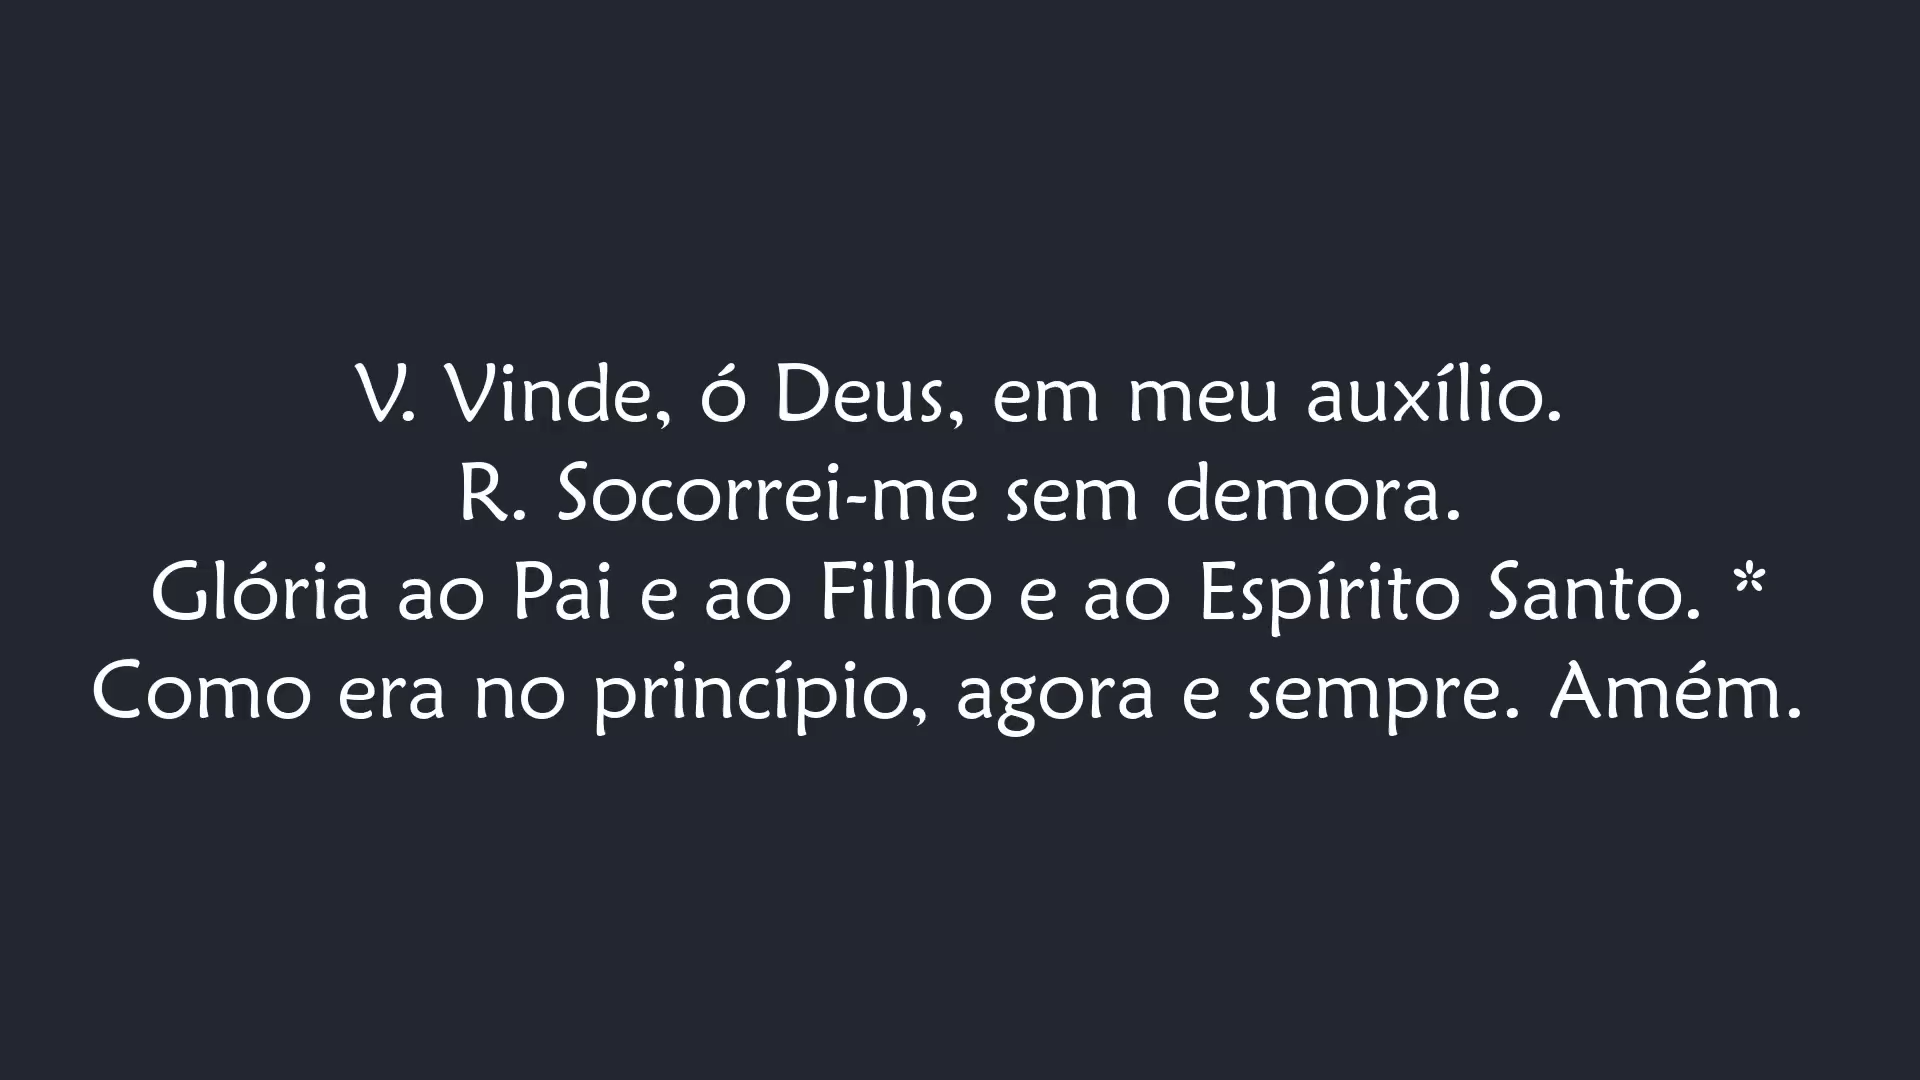 V. Vinde, ó Deus, em meu auxílio.
R. Socorrei-me sem demora.
Glória ao Pai e ao Filho e ao Espírito Santo. *
Como era no princípio, agora e sempre. Amém.